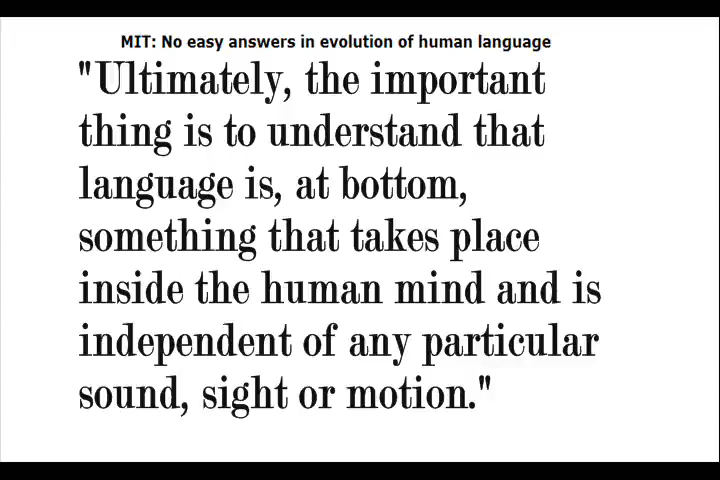 MIT: No easy answers in evolution of human language
"Ultimately, the important
thing is to understand that
language is, at bottom,
something that takes place
inside the human mind and is
independent of any particular
sound, sight or motion."